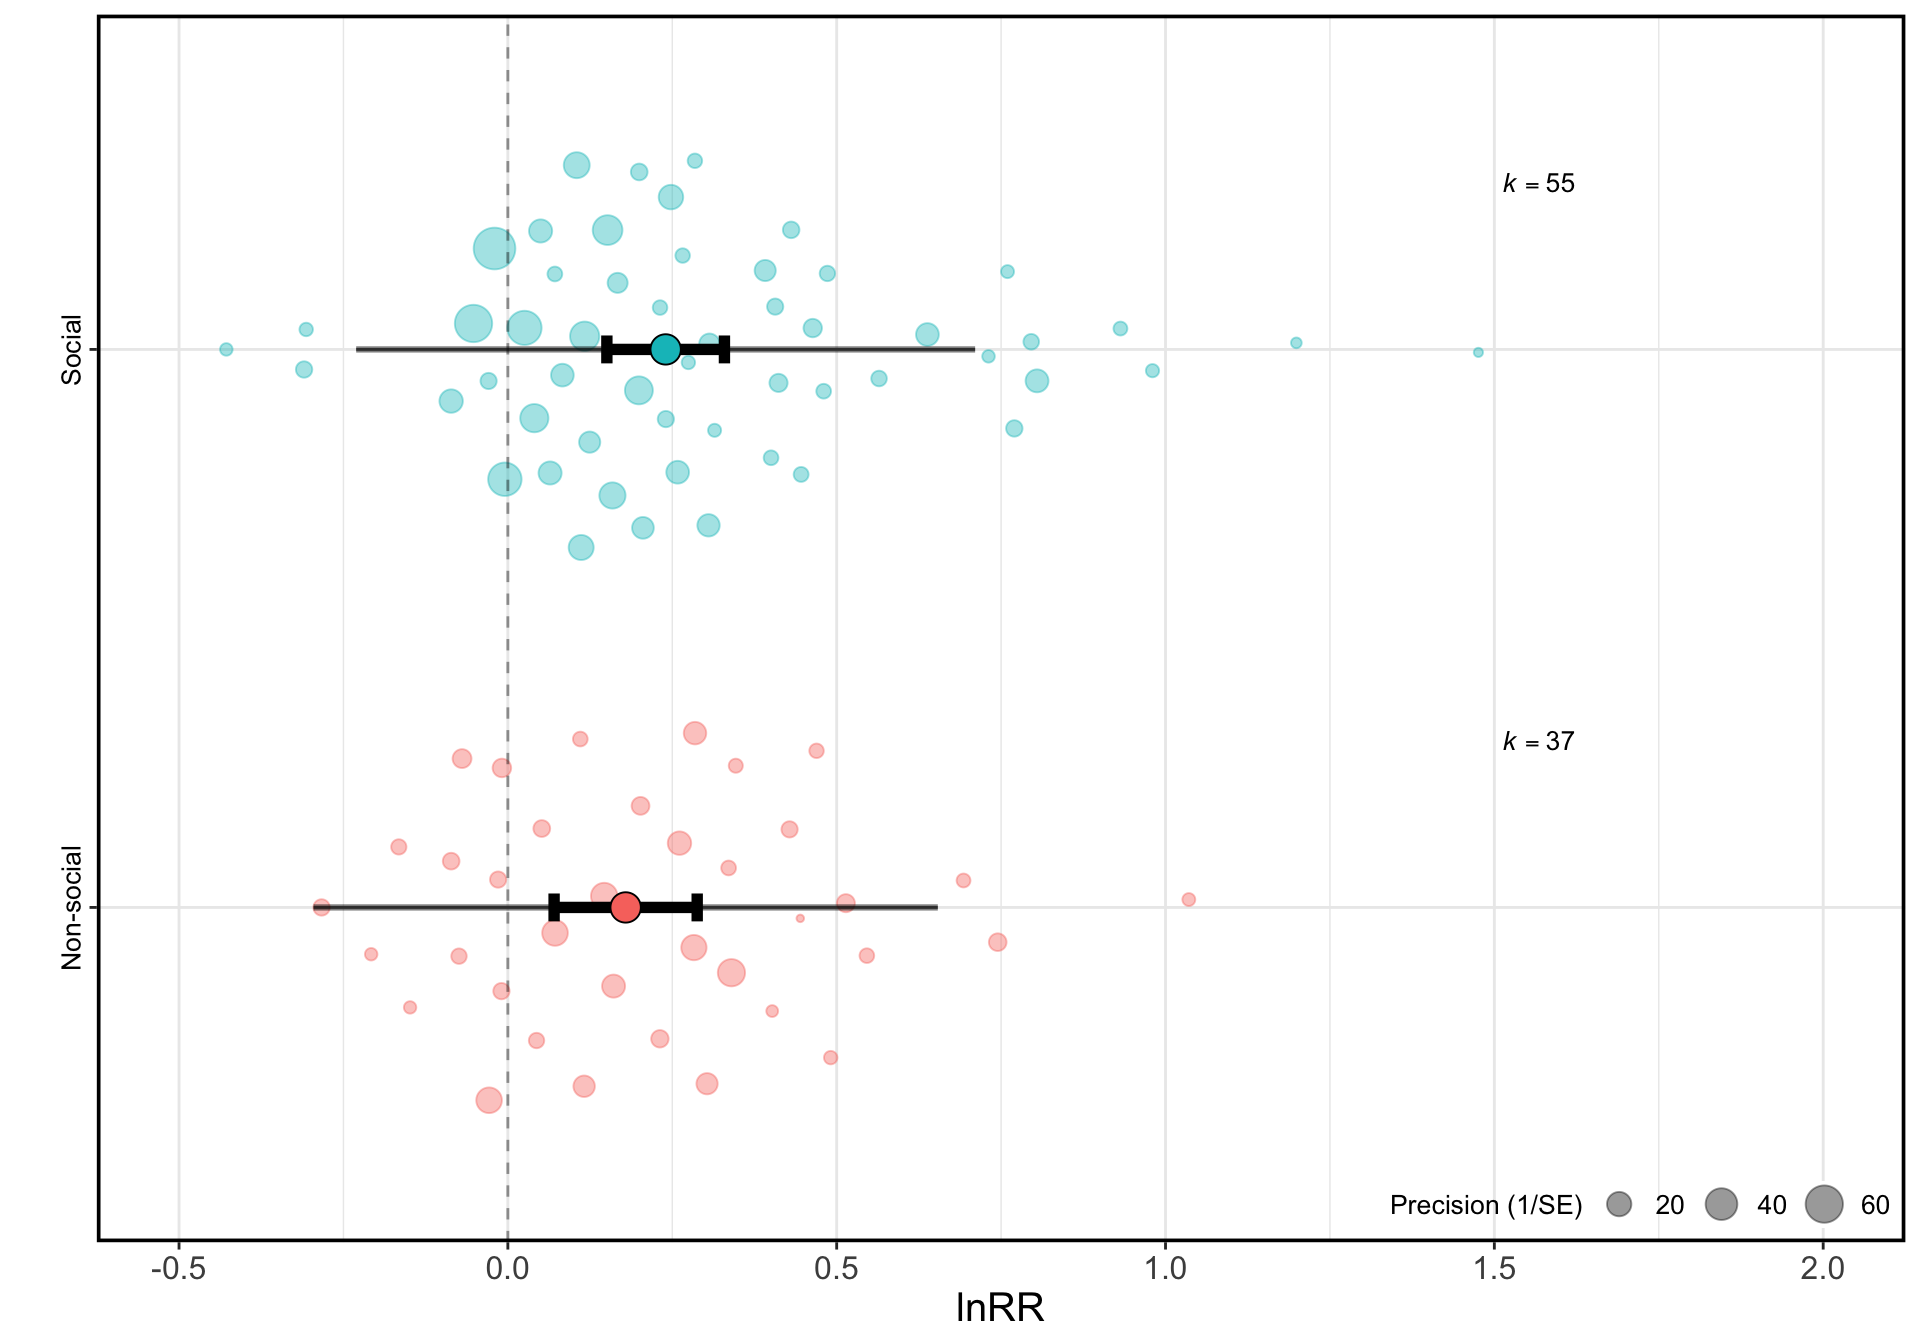 k = 55
Social
k = 37
Non-social
Precision (1/SE) 20 40 60
-0.5 0.0 0.5 1.0 1.5 2.0
lnRR